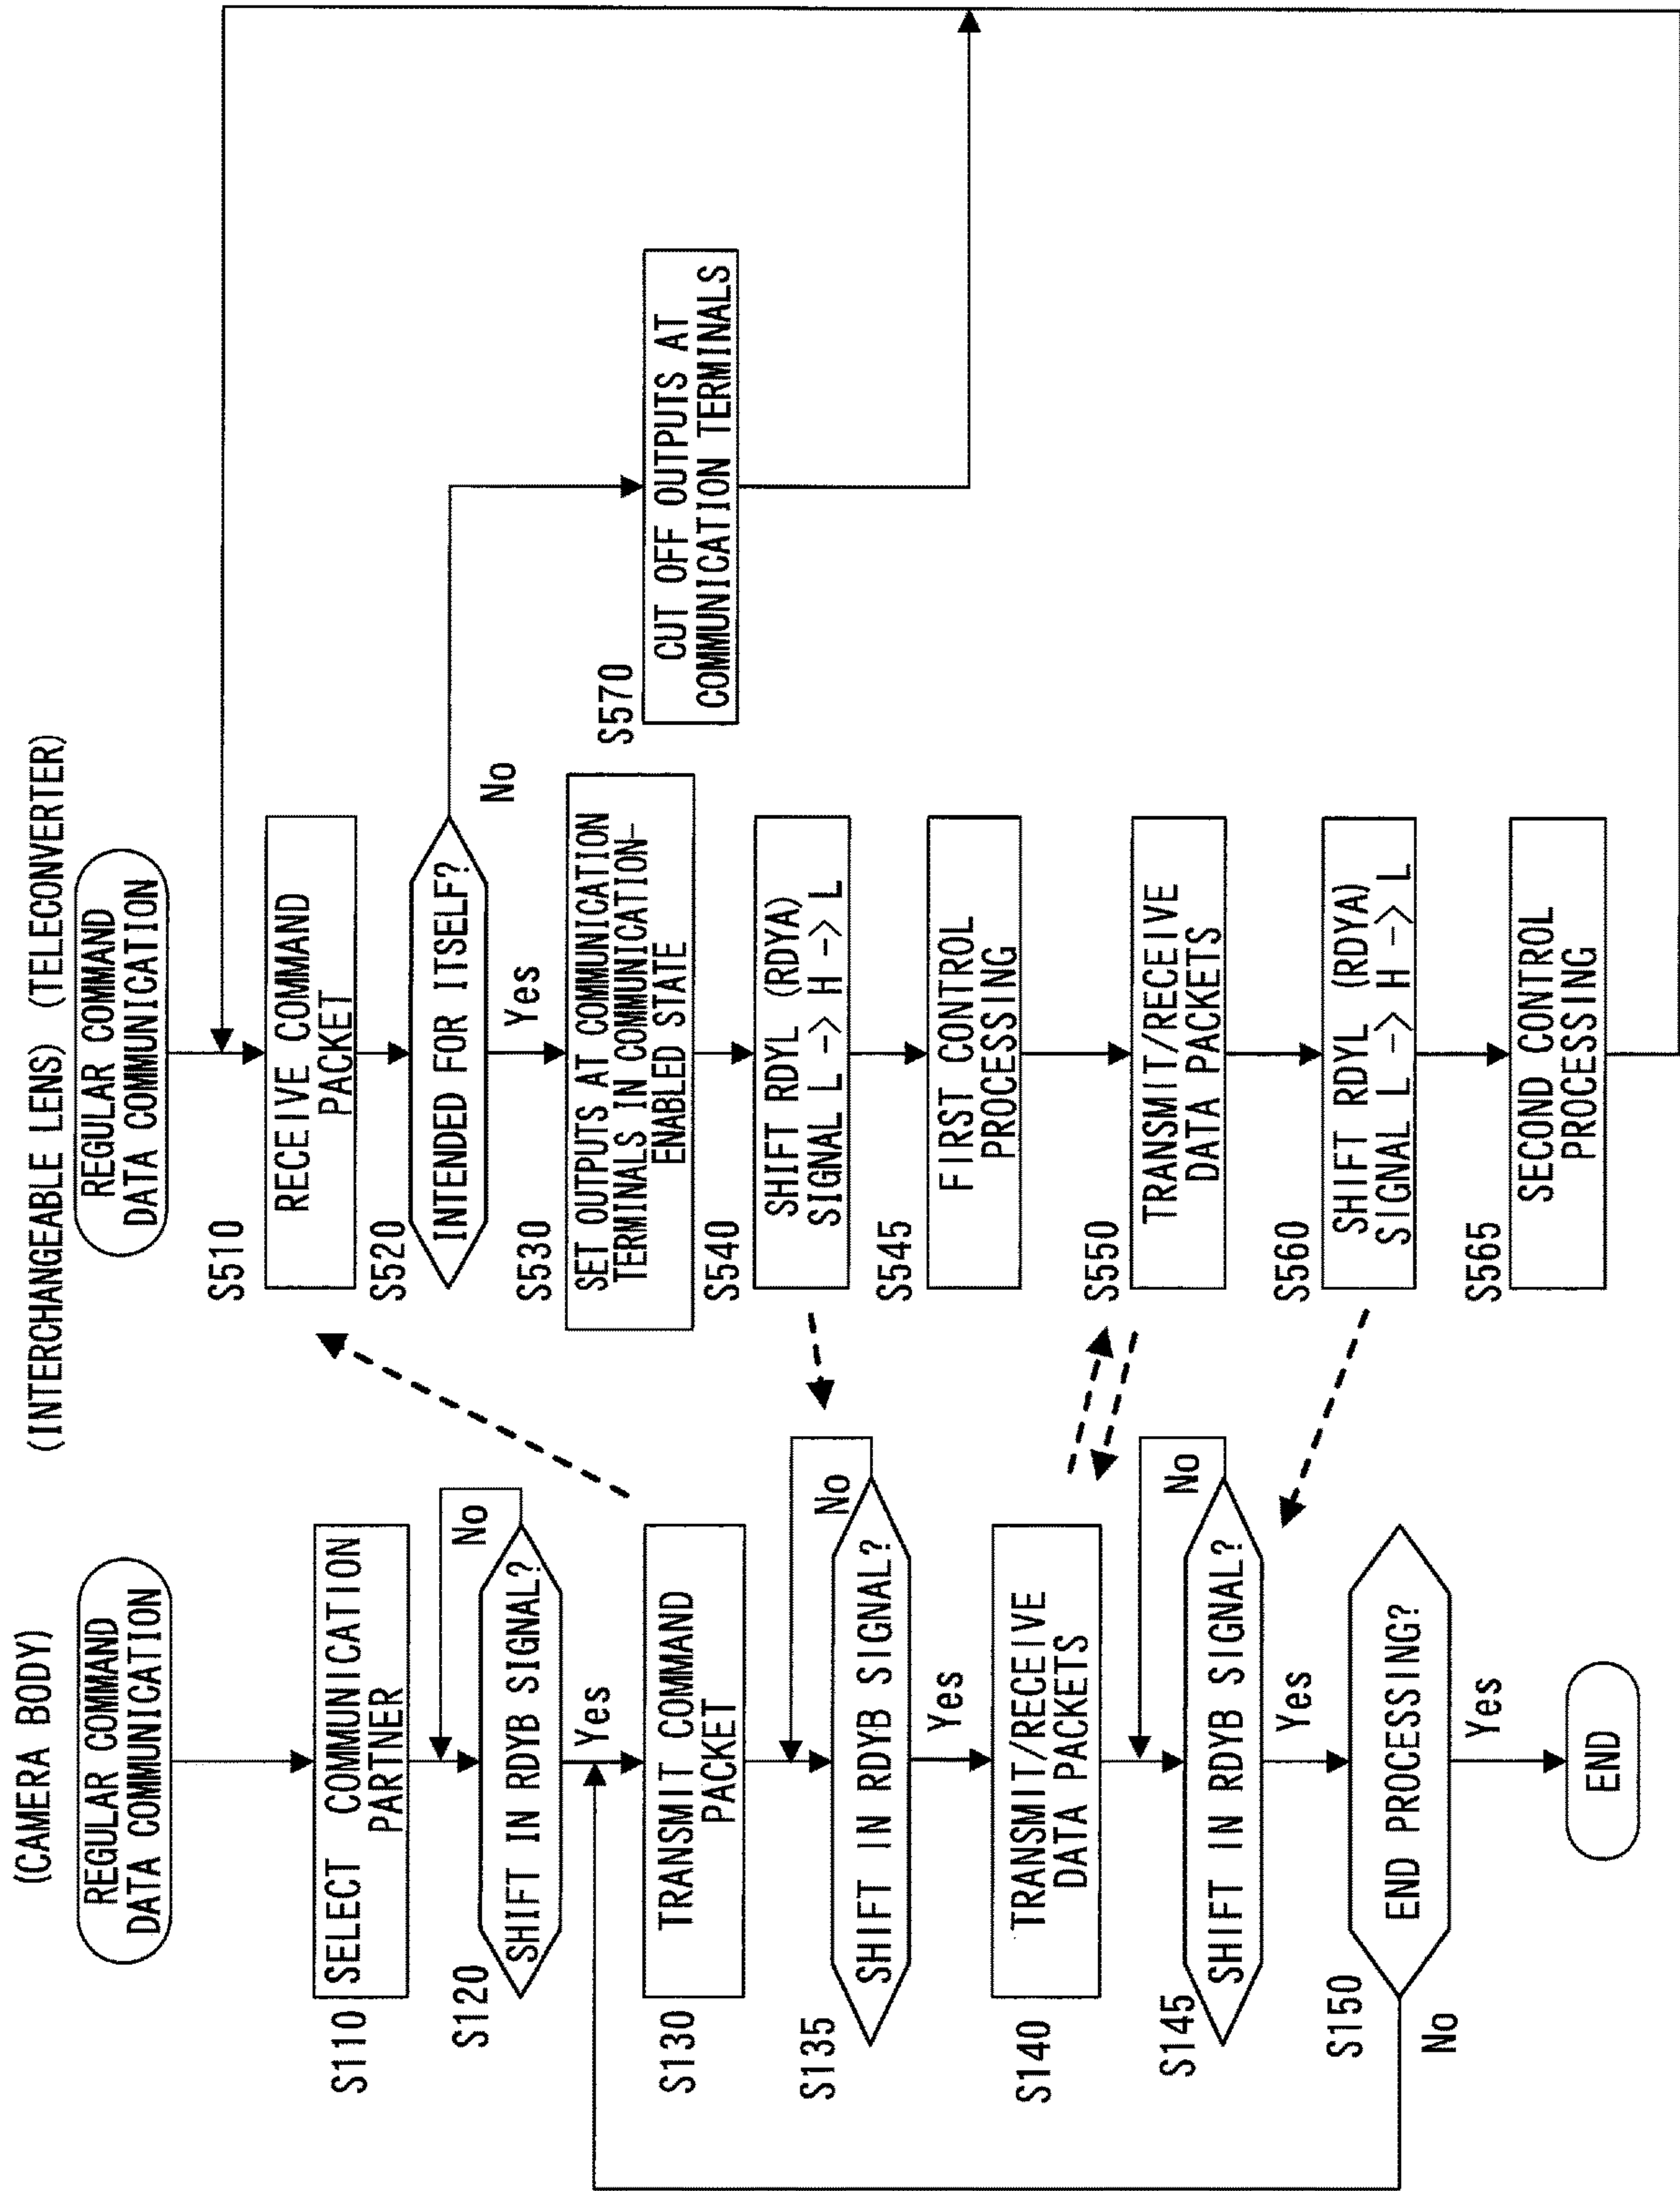 (CAMERA BODY)
REGULAR COMMAND
DATA COMMUNICATION
S110
SELECT COMMUNICATION
PARTNER
S120
SHIFT IN RDYB SIGNAL?
No
Yes
S130
TRANSMIT COMMAND
PACKET
S135
SHIFT IN RDYB SIGNAL?
No
Yes
S140
TRANSMIT/RECEIVE
DATA PACKETS
S145
SHIFT IN RDYB SIGNAL?
No
Yes
S150
END PROCESSING?
No
Yes
END
(INTERCHANGEABLE LENS) (TELECONVERTER)
REGULAR COMMAND
DATA COMMUNICATION
S510
RECEIVE COMMAND
PACKET
S520
INTENDED FOR ITSELF?
No
Yes
S530
SET OUTPUTS AT COMMUNICATION
TERMINALS IN COMMUNICATION-
ENABLED STATE
S540
SHIFT RDYL (RDYA)
SIGNAL L -> H -> L
S545
FIRST CONTROL
PROCESSING
S550
TRANSMIT/RECEIVE
DATA PACKETS
S560
SHIFT RDYL (RDYA)
SIGNAL L -> H -> L
S565
SECOND CONTROL
PROCESSING
S570
CUT OFF OUTPUTS AT
COMMUNICATION TERMINALS